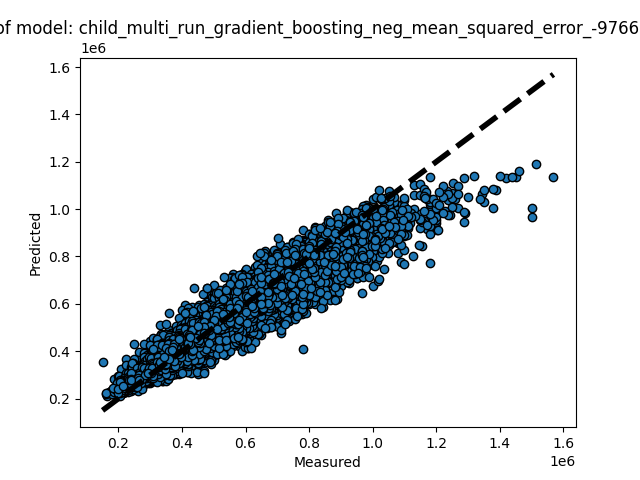 of model: child_multi_run_gradient_boosting_neg_mean_squared_error_-9766
1e6
1.6
1.4
1.2
1.0
0.8
0.6
0.4
0.2
Predicted
0.2 0.4 0.6 0.8 1.0 1.2 1.4 1.6
1e6
Measured